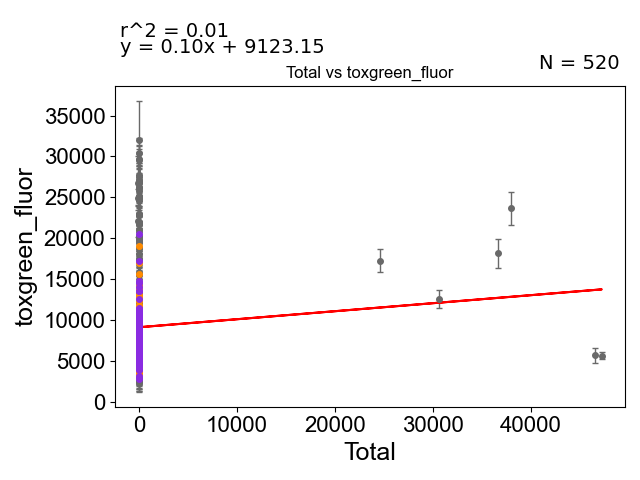 r^2 = 0.01
y = 0.10x + 9123.15
N = 520
Total vs toxgreen_fluor
35000
30000
25000
20000
15000
10000
5000
0
toxgreen_fluor
0 10000 20000 30000 40000
Total